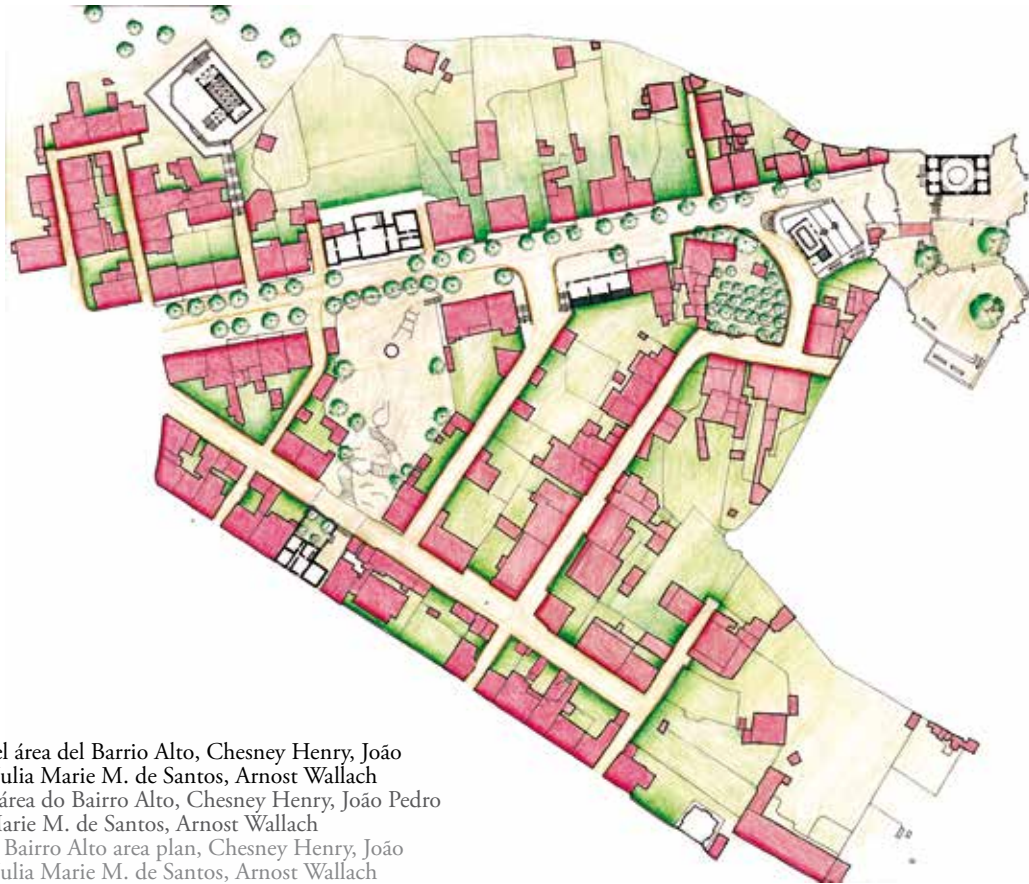 el área del Barrio Alto, Chesney Henry, João
ulia Marie M. de Santos, Arnost Wallach
área do Bairro Alto, Chesney Henry, João Pedro
Marie M. de Santos, Arnost Wallach
Bairro Alto area plan, Chesney Henry, João
ulia Marie M. de Santos, Arnost Wallach